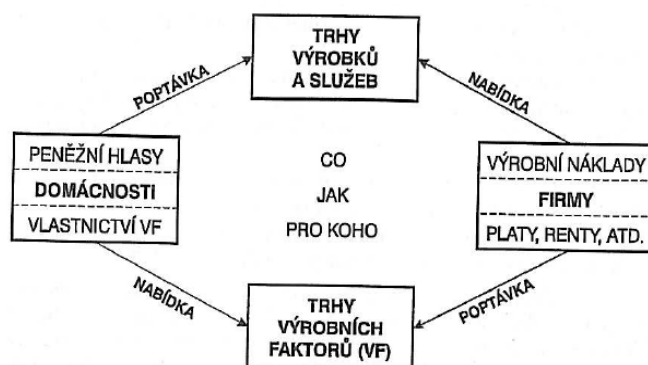 TRHY
VÝROBKŮ
A SLUŽEB
POPTÁVKA
NABÍDKA
PENĚŽNÍ HLASY
DOMÁCNOSTI
VLASTNICTVÍ VF
CO
JAK
PRO KOHO
VÝROBNÍ NÁKLADY
FIRMY
PLATY, RENTY, ATD.
NABÍDKA
POPTÁVKA
TRHY
VÝROBNÍCH
FAKTORŮ (VF)